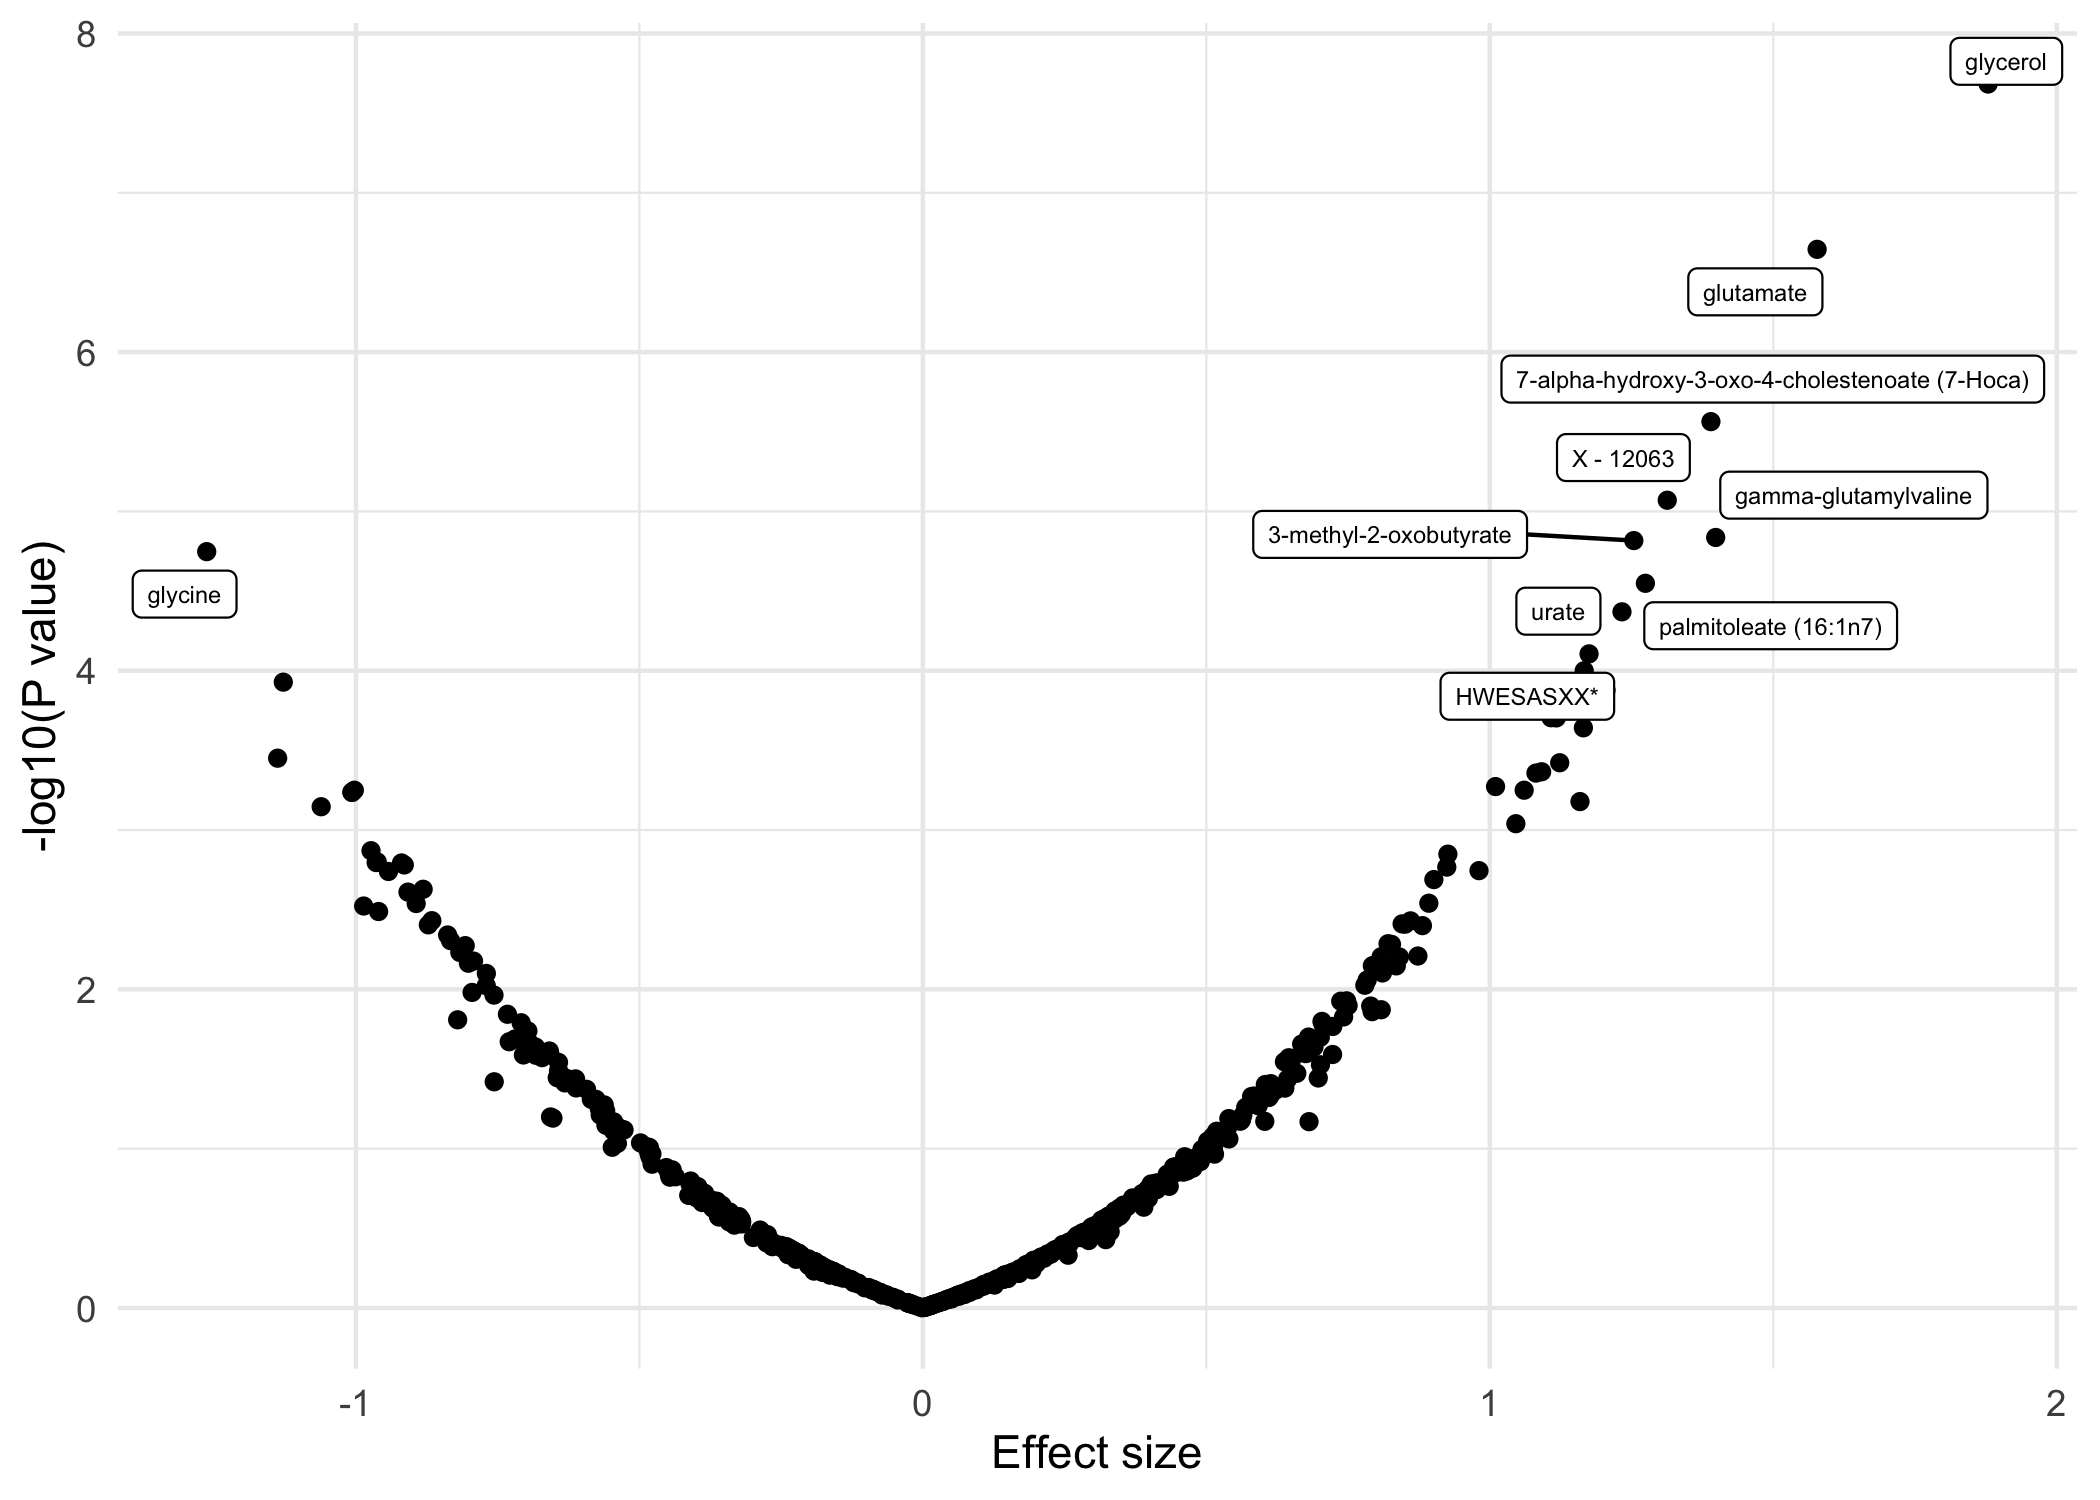 8
glycerol
glutamate
6
7-alpha-hydroxy-3-oxo-4-cholestenoate (7-Hoca)
X - 12063
gamma-glutamylvaline
3-methyl-2-oxobutyrate
glycine
urate
palmitoleate (16:1n7)
4
HWESASXX*
-log10(P value)
2
0
-1
0
1
2
Effect size